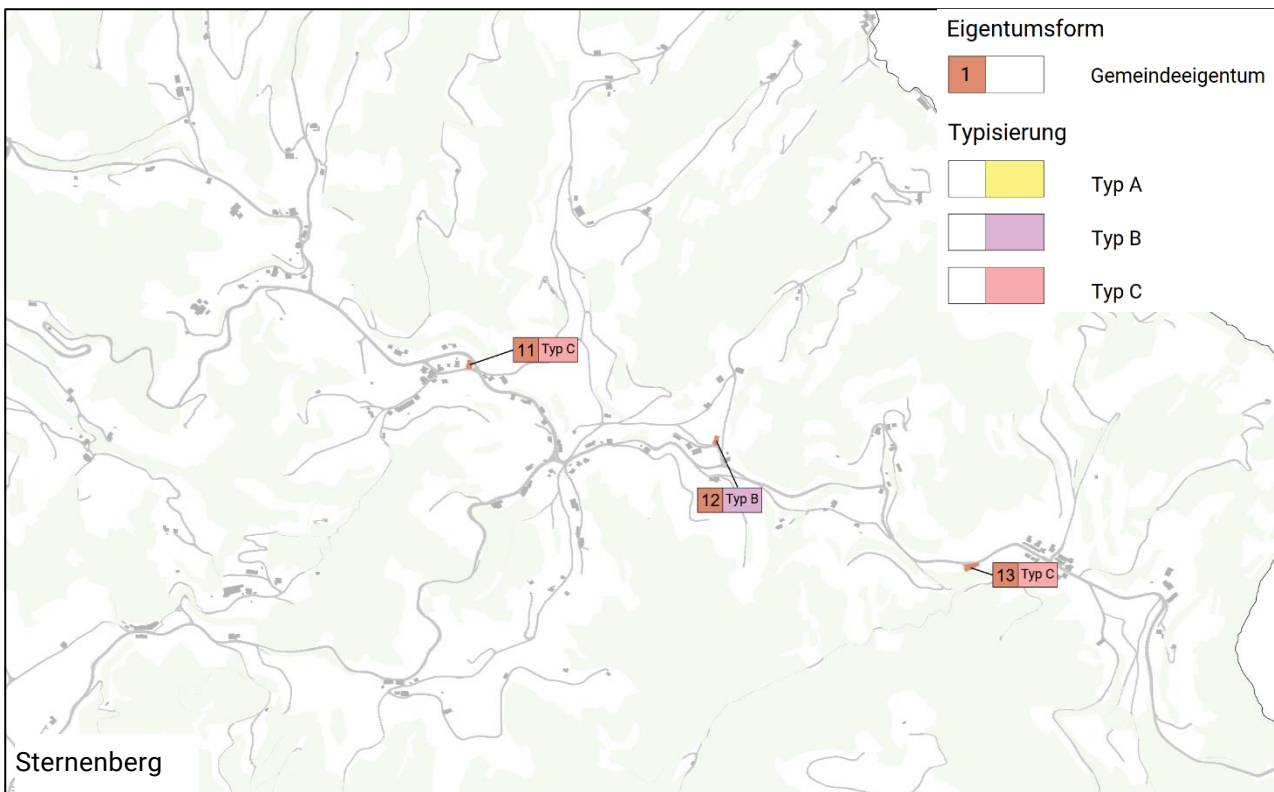 Eigentumsform
1 Gemeindeeigentum
Typisierung
Typ A
Typ B
Typ C
11 Typ C
12 Typ B
13 Typ C
Sternenberg